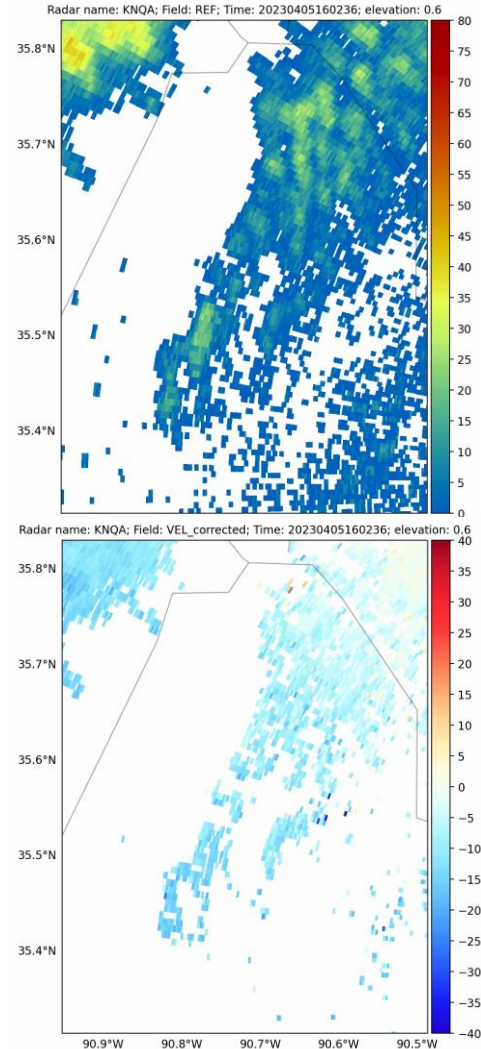 Radar name: KNQA; Field: REF; Time: 20230405160236; elevation: 0.6
35.8°N
35.7°N
35.6°N
35.5°N
35.4°N
80
75
70
65
60
55
50
45
40
35
30
25
20
15
10
5
0
Radar name: KNQA; Field: VEL_corrected; Time: 20230405160236; elevation: 0.6
35.8°N
35.7°N
35.6°N
35.5°N
35.4°N
90.9°W 90.8°W 90.7°W 90.6°W 90.5°W
40
35
30
25
20
15
10
5
0
−5
−10
−15
−20
−25
−30
−35
−40